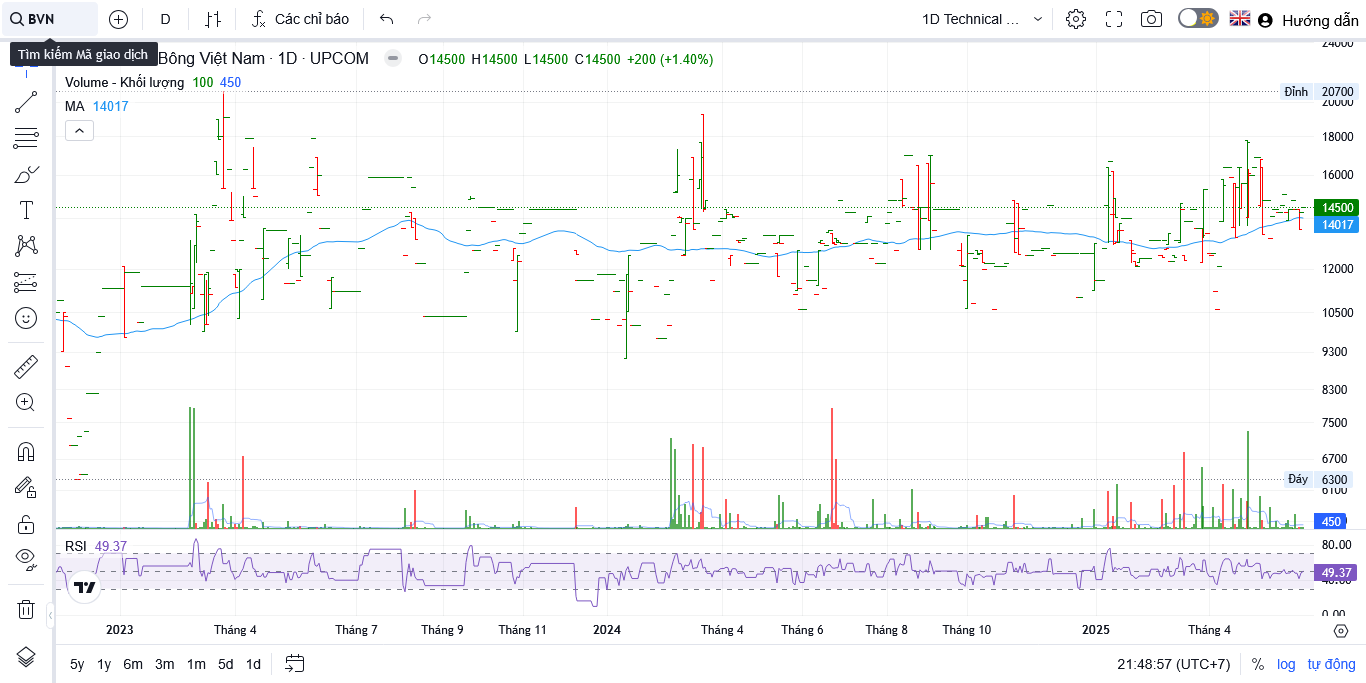 BVN
D
Các chỉ báo
1D Technical ...
Hướng dẫn
Tìm kiếm Mã giao dịch
Bông Việt Nam · 1D · UPCOM
O14500 H14500 L14500 C14500 +200 (+1.40%)
Volume - Khối lượng 100 450
MA 14017
24000
Đỉnh 20700
20000
18000
16000
14500
14017
12000
10500
9300
8300
7500
6700
Đáy 6300
6100
450
RSI 49.37
80.00
49.37
40.00
0.00
2023 Tháng 4 Tháng 7 Tháng 9 Tháng 11 2024 Tháng 4 Tháng 6 Tháng 8 Tháng 10 2025 Tháng 4
5y 1y 6m 3m 1m 5d 1d
21:48:57 (UTC+7) % log tự động